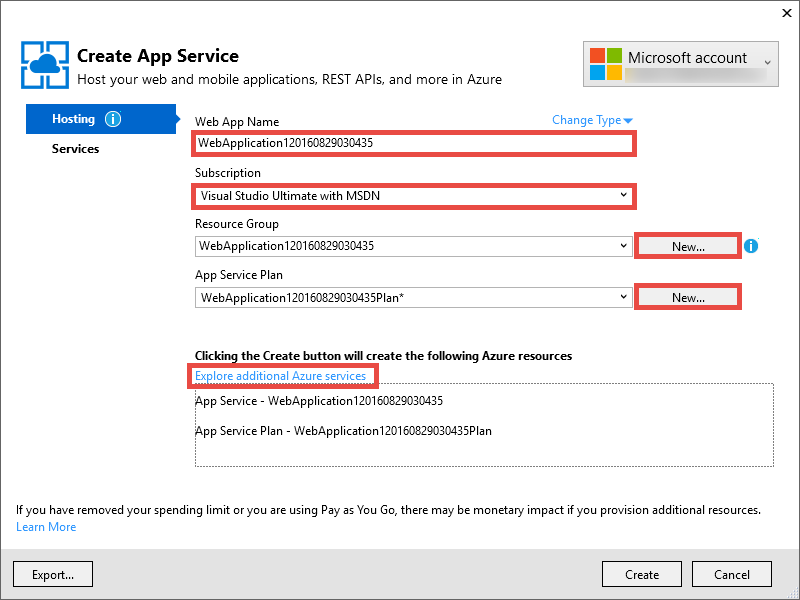 Create App Service
Host your web and mobile applications, REST APIs, and more in Azure
Microsoft account
Hosting
Services
Web App Name
Change Type
WebApplication120160829030435
Subscription
Visual Studio Ultimate with MSDN
Resource Group
WebApplication120160829030435
New...
App Service Plan
WebApplication120160829030435Plan*
New...
Clicking the Create button will create the following Azure resources
Explore additional Azure services
App Service - WebApplication120160829030435
App Service Plan - WebApplication120160829030435Plan
If you have removed your spending limit or you are using Pay as You Go, there may be monetary impact if you provision additional resources.
Learn More
Export...
Create
Cancel